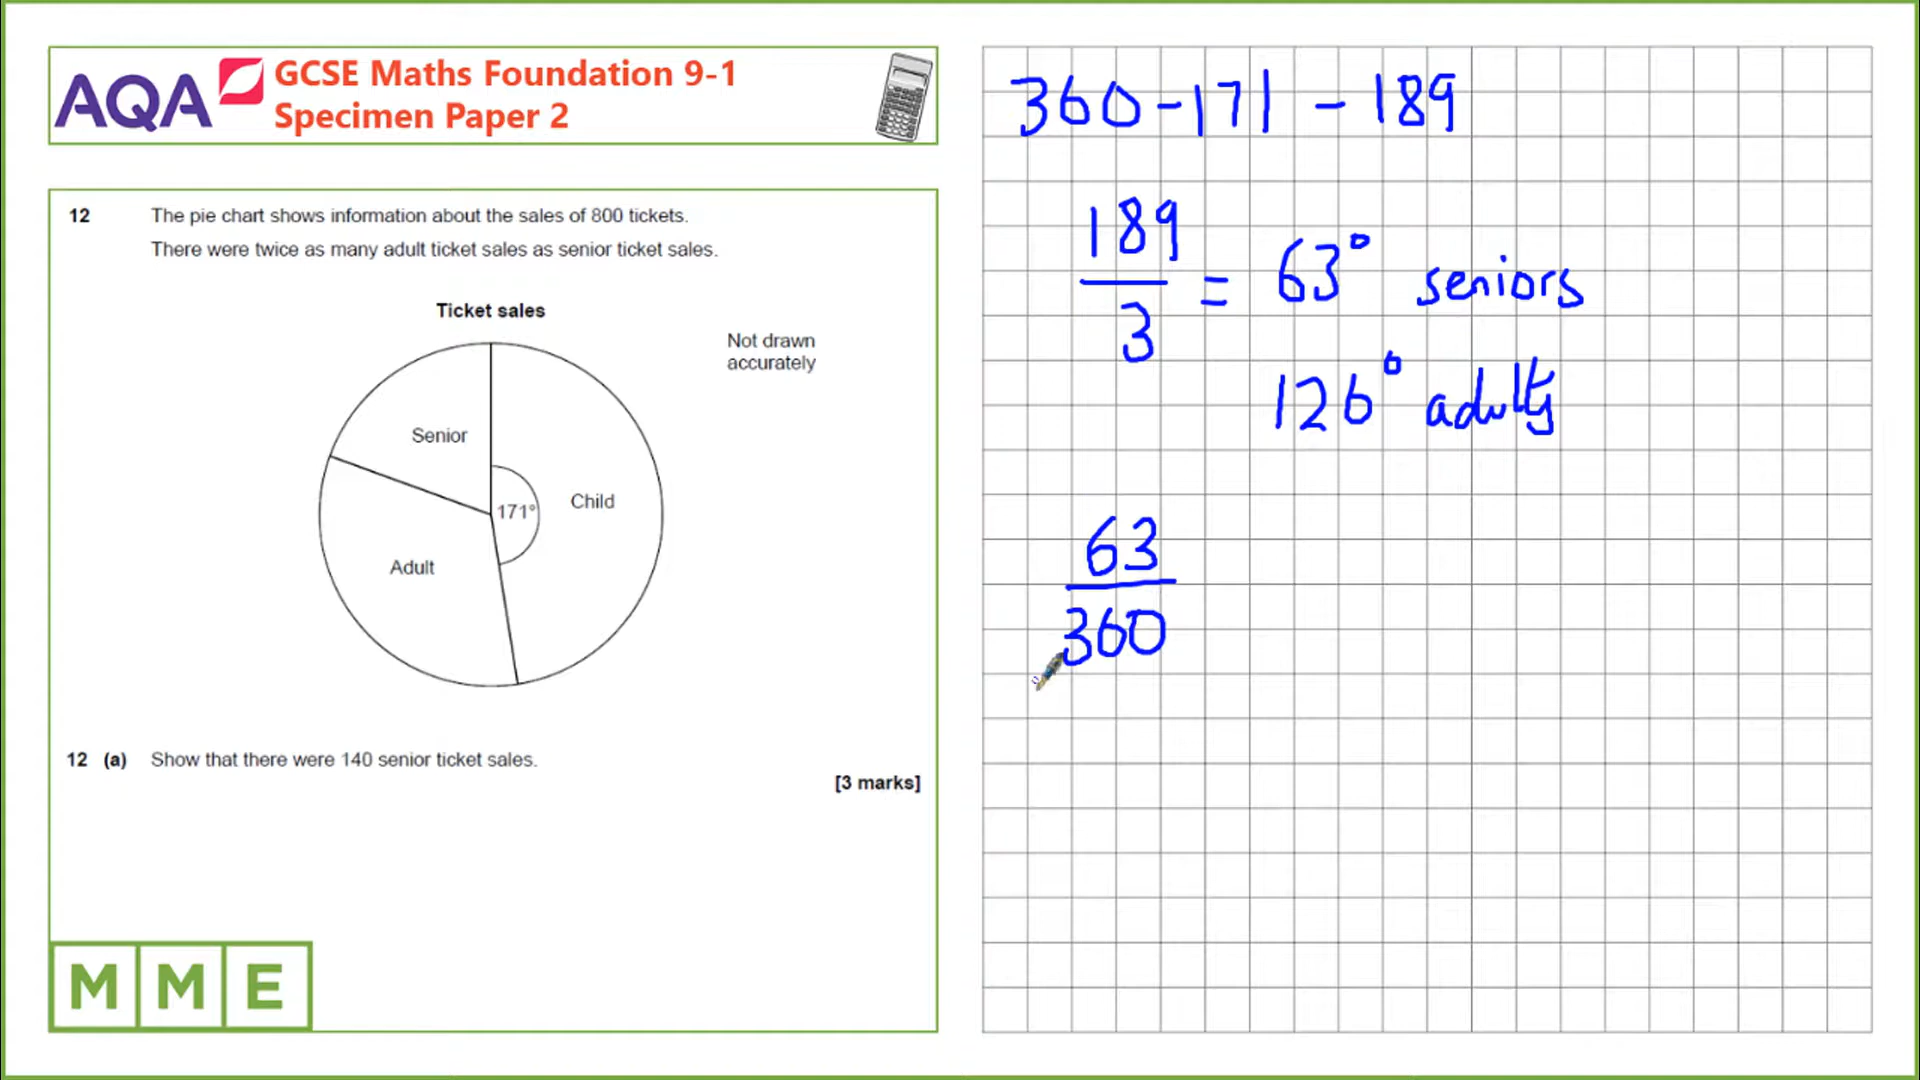 AQA
GCSE Maths Foundation 9-1
Specimen Paper 2
12 The pie chart shows information about the sales of 800 tickets.
There were twice as many adult ticket sales as senior ticket sales.
Ticket sales
Not drawn
accurately
Senior
171°
Child
Adult
12 (a) Show that there were 140 senior ticket sales.
[3 marks]
MME
360-171 - 189
189
3
= 63° seniors
126° adults
63
360